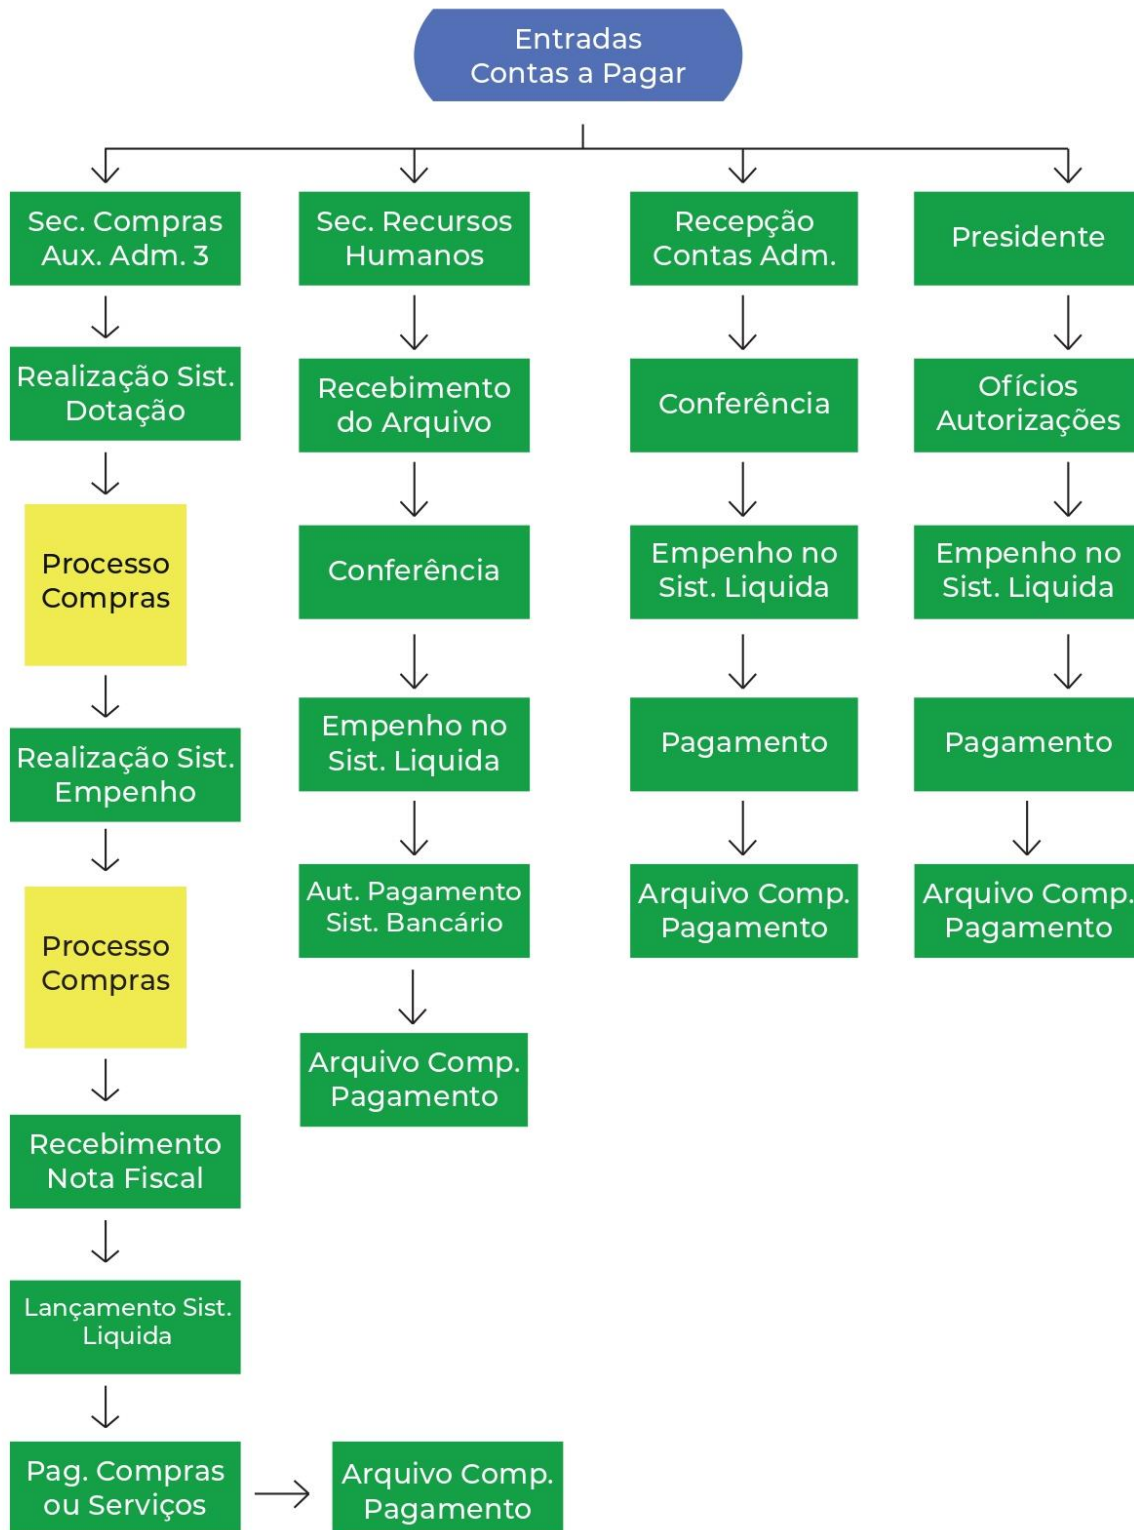 Entradas
Contas a Pagar
Sec. Compras
Aux. Adm. 3
Realização Sist.
Dotação
Processo
Compras
Realização Sist.
Empenho
Processo
Compras
Recebimento
Nota Fiscal
Lançamento Sist.
Liquida
Pag. Compras
ou Serviços
Arquivo Comp.
Pagamento
Sec. Recursos
Humanos
Recebimento
do Arquivo
Conferência
Empenho no
Sist. Liquida
Aut. Pagamento
Sist. Bancário
Arquivo Comp.
Pagamento
Recepção
Contas Adm.
Conferência
Empenho no
Sist. Liquida
Pagamento
Arquivo Comp.
Pagamento
Presidente
Ofícios
Autorizações
Empenho no
Sist. Liquida
Pagamento
Arquivo Comp.
Pagamento